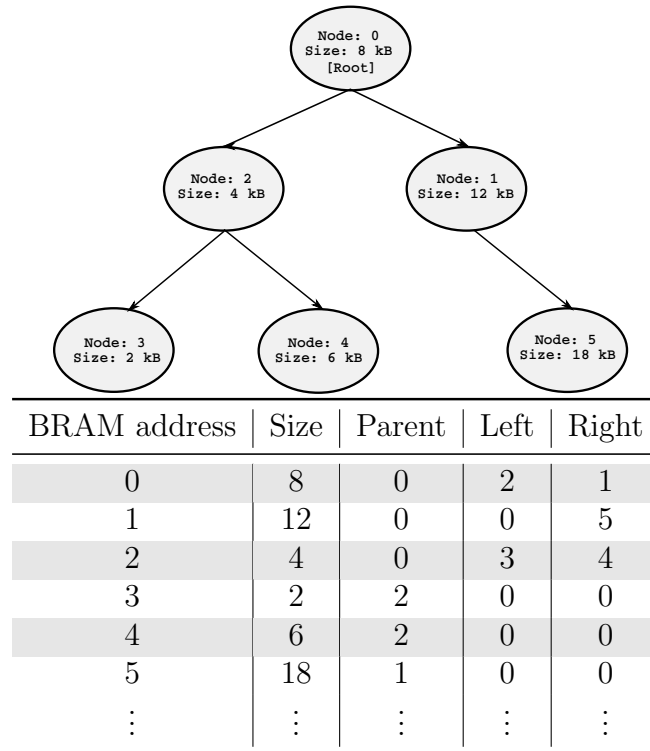 Node: 0
Size: 8 kB
[Root]
Node: 2
Size: 4 kB
Node: 1
Size: 12 kB
Node: 3
Size: 2 kB
Node: 4
Size: 6 kB
Node: 5
Size: 18 kB
BRAM address Size Parent Left Right
0 8 0 2 1
1 12 0 0 5
2 4 0 3 4
3 2 2 0 0
4 6 2 0 0
5 18 1 0 0
⋮ ⋮ ⋮ ⋮ ⋮